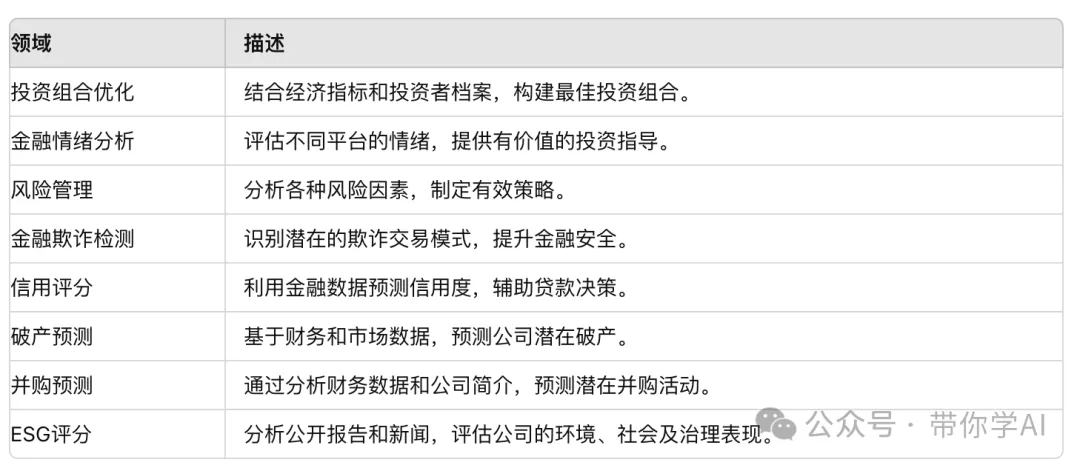 领域 描述
投资组合优化 结合经济指标和投资者档案，构建最佳投资组合。
金融情绪分析 评估不同平台的情绪，提供有价值的投资指导。
风险管理 分析各种风险因素，制定有效策略。
金融欺诈检测 识别潜在的欺诈交易模式，提升金融安全。
信用评分 利用金融数据预测信用度，辅助贷款决策。
破产预测 基于财务和市场数据，预测公司潜在破产。
并购预测 通过分析财务数据和公司简介，预测潜在并购活动。
ESG评分 分析公开报告和新闻，评估公司的环境、社会及治理表现。
公众号·带你学AI